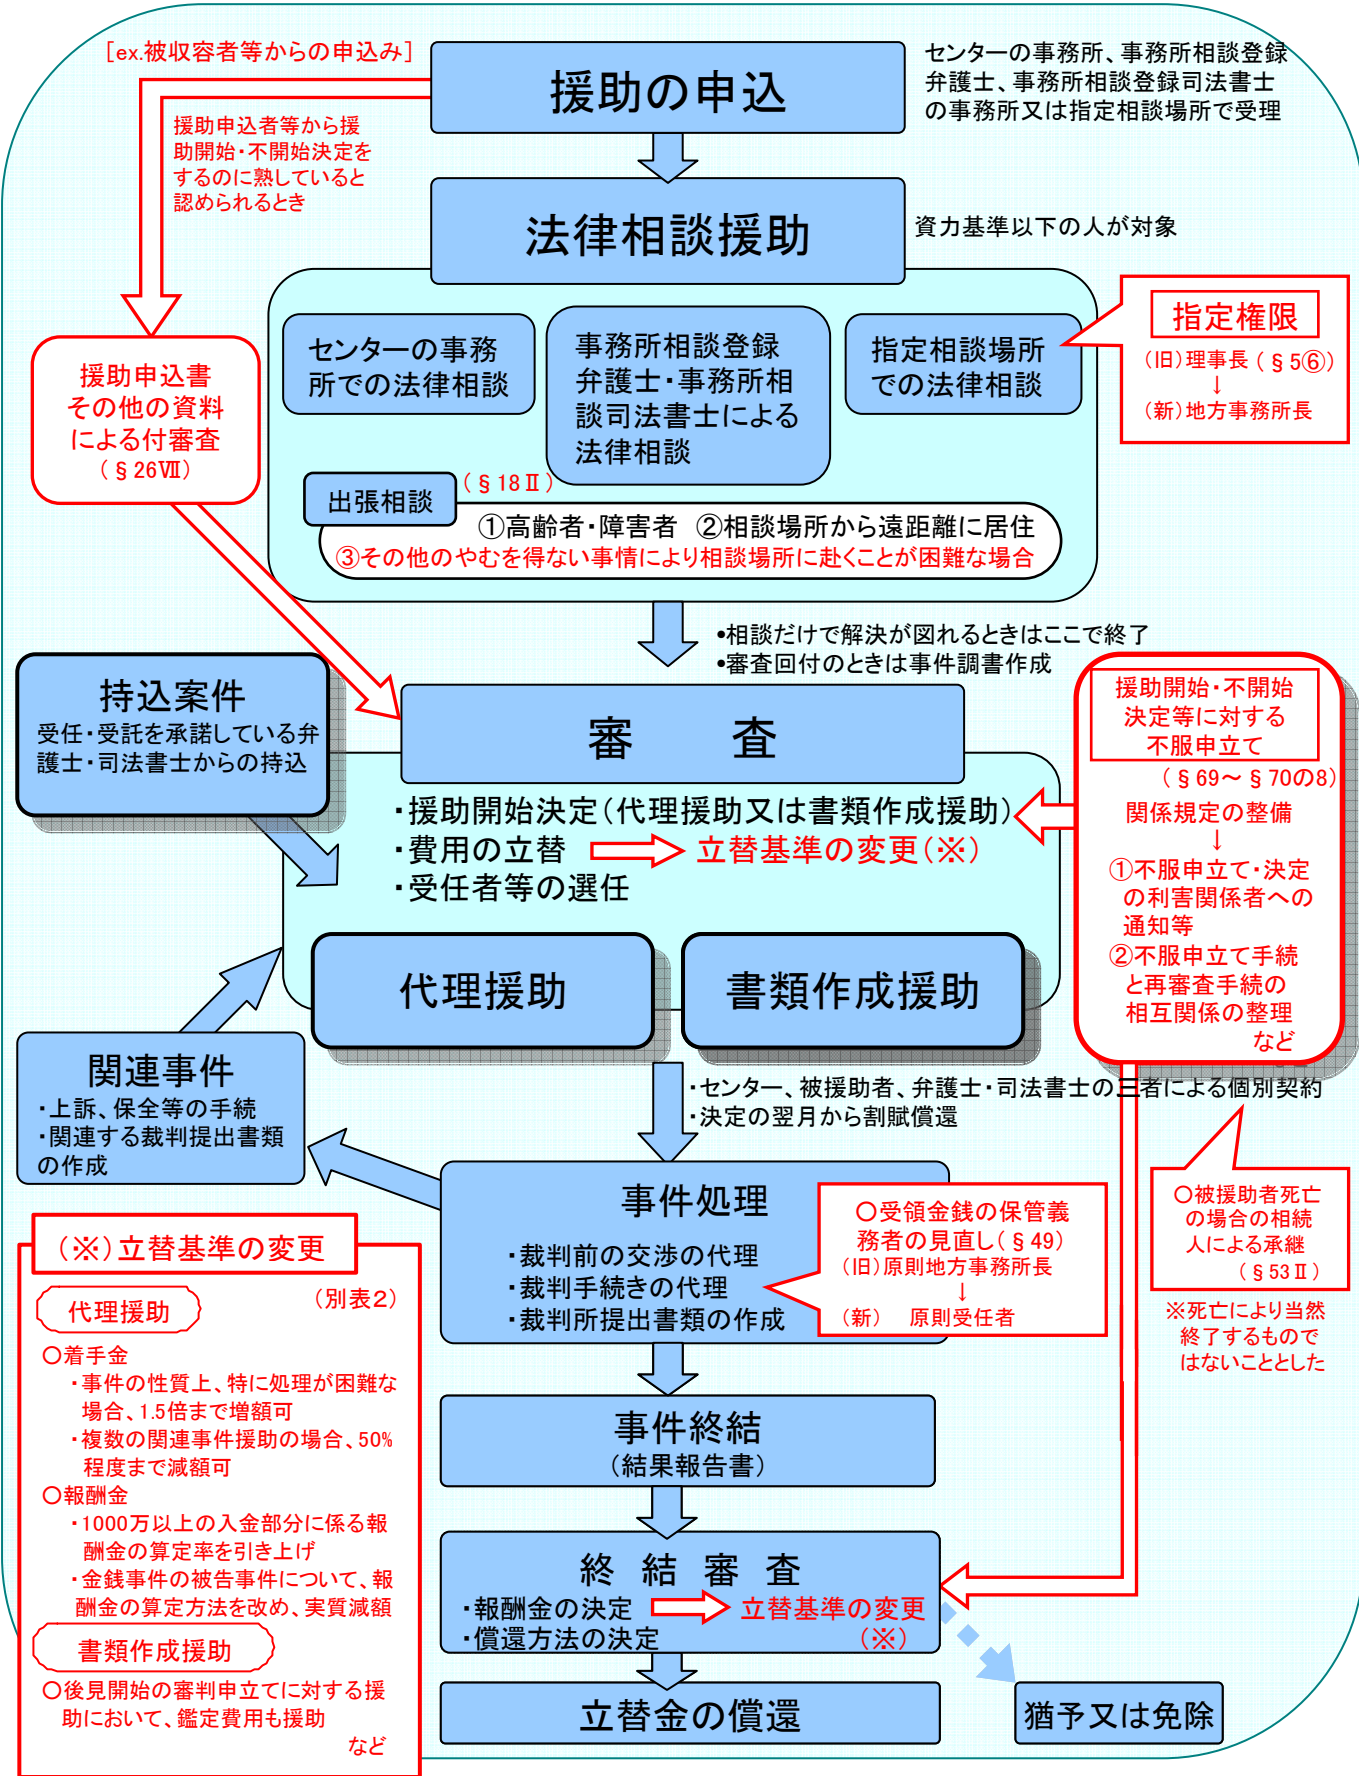 [ex.被収容者等からの申込み]
援助の申込
センターの事務所、事務所相談登録
弁護士、事務所相談登録司法書士
の事務所又は指定相談場所で受理
援助申込者等から援
助開始・不開始決定を
するのに熟していると
認められるとき
法律相談援助
資力基準以下の人が対象
センターの事務
所での法律相談
事務所相談登録
弁護士・事務所相
談司法書士による
法律相談
指定相談場所
での法律相談
指定権限
(旧)理事長(§5⑥)
↓
(新)地方事務所長
援助申込書
その他の資料
による付審査
(§26Ⅶ)
出張相談
(§18Ⅱ)
①高齢者・障害者 ②相談場所から遠距離に居住
③その他のやむを得ない事情により相談場所に赴くことが困難な場合
•相談だけで解決が図れるときはここで終了
•審査回付のときは事件調書作成
持込案件
受任・受託を承諾している弁
護士・司法書士からの持込
審　査
・援助開始決定(代理援助又は書類作成援助)
・費用の立替
立替基準の変更(※)
・受任者等の選任
援助開始・不開始
決定等に対する
不服申立て
(§69～§70の8)
関係規定の整備
↓
①不服申立て・決定
の利害関係者への
通知等
②不服申立て手続
と再審査手続の
相互関係の整理
など
代理援助
書類作成援助
関連事件
・上訴、保全等の手続
・関連する裁判提出書類
の作成
・センター、被援助者、弁護士・司法書士の三者による個別契約
・決定の翌月から割賦償還
事件処理
・裁判前の交渉の代理
・裁判手続きの代理
・裁判所提出書類の作成
○受領金銭の保管義
務者の見直し(§49)
(旧)原則地方事務所長
↓
(新)　原則受任者
○被援助者死亡
の場合の相続
人による承継
(§53Ⅱ)
※死亡により当然
終了するもので
はないこととした
(※)立替基準の変更
(別表2)
代理援助
○着手金
・事件の性質上、特に処理が困難な
場合、1.5倍まで増額可
・複数の関連事件援助の場合、50%
程度まで減額可
○報酬金
・1000万以上の入金部分に係る報
酬金の算定率を引き上げ
・金銭事件の被告事件について、報
酬金の算定方法を改め、実質減額
書類作成援助
○後見開始の審判申立てに対する援
助において、鑑定費用も援助
など
事件終結
(結果報告書)
終 結 審 査
・報酬金の決定
立替基準の変更
(※)
・償還方法の決定
立替金の償還
猶予又は免除